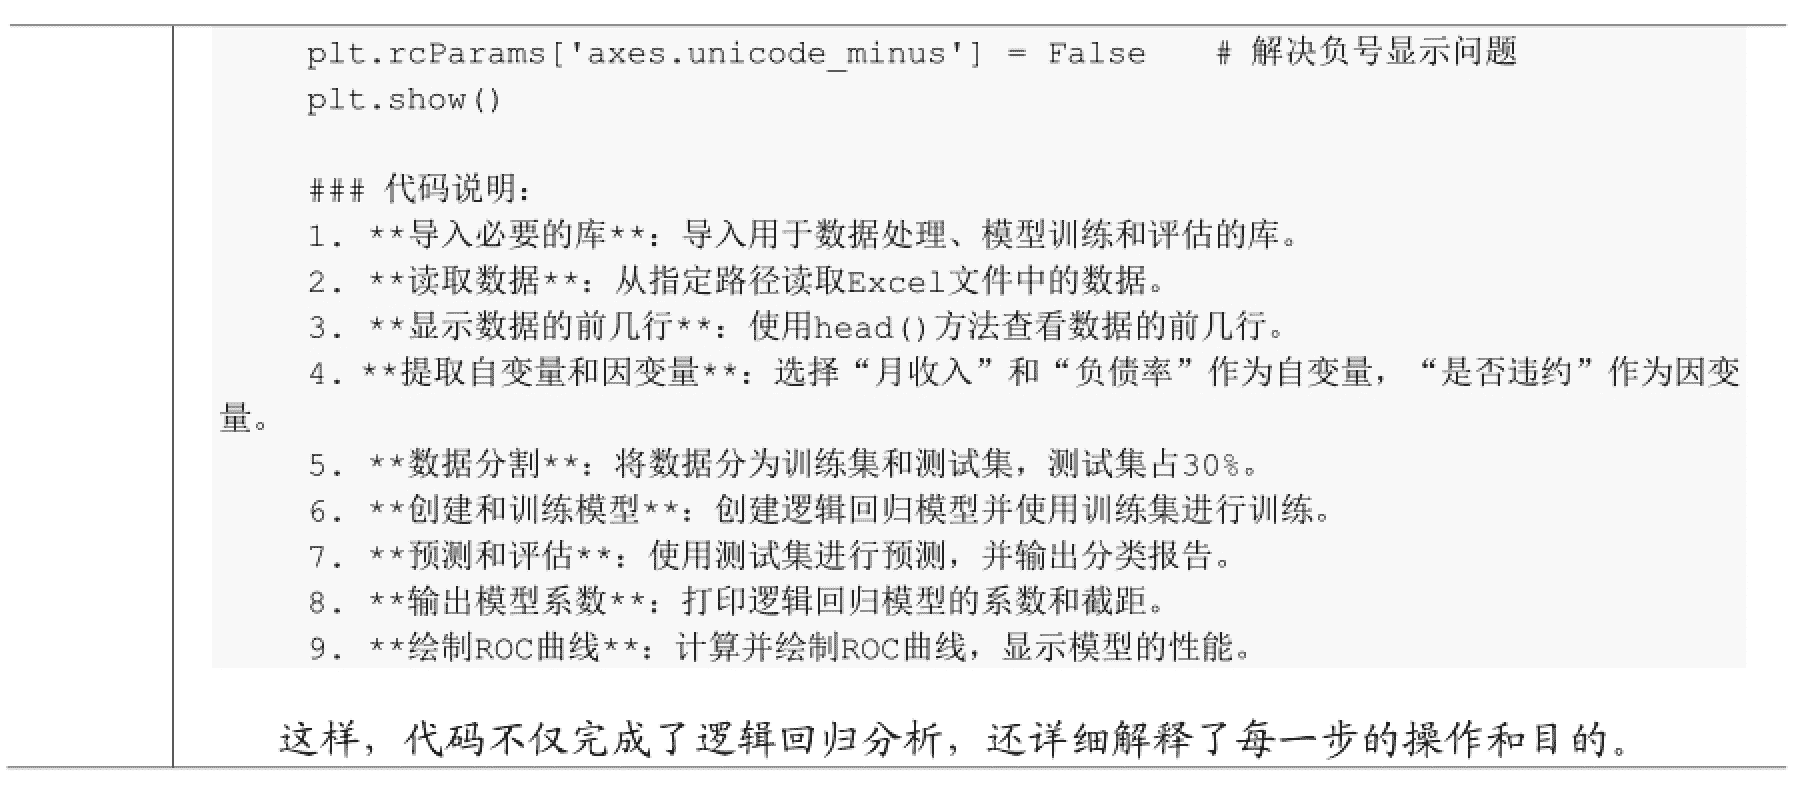 plt.rcParams['axes.unicode_minus'] = False    # 解决负号显示问题
plt.show()
### 代码说明：
1. **导入必要的库**：导入用于数据处理、模型训练和评估的库。
2. **读取数据**：从指定路径读取Excel文件中的数据。
3. **显示数据的前几行**：使用head()方法查看数据的前几行。
4. **提取自变量和因变量**：选择“月收入”和“负债率”作为自变量，“是否违约”作为因变
量。
5. **数据分割**：将数据分为训练集和测试集，测试集占30%。
6. **创建和训练模型**：创建逻辑回归模型并使用训练集进行训练。
7. **预测和评估**：使用测试集进行预测，并输出分类报告。
8. **输出模型系数**：打印逻辑回归模型的系数和截距。
9. **绘制ROC曲线**：计算并绘制ROC曲线，显示模型的性能。
这样，代码不仅完成了逻辑回归分析，还详细解释了每一步的操作和目的。